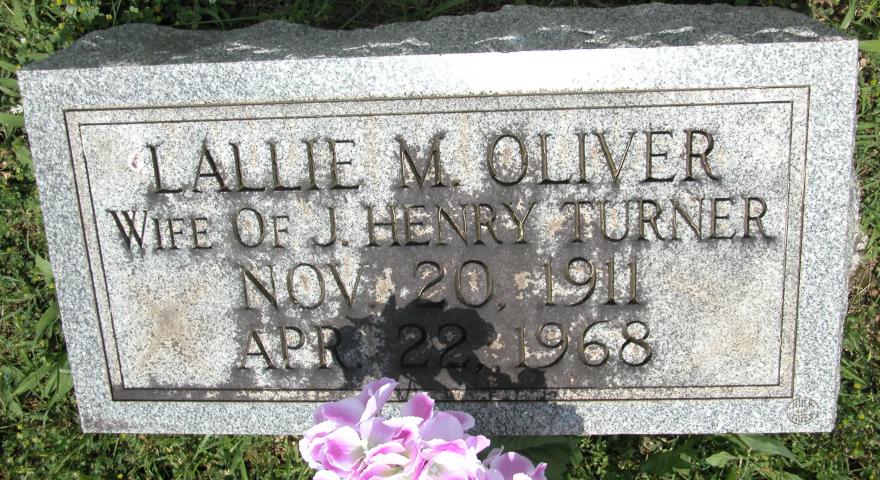 LALLIE M. OLIVER
WIFE OF J. HENRY TURNER
NOV. 20, 1911
APR. 22, 1968